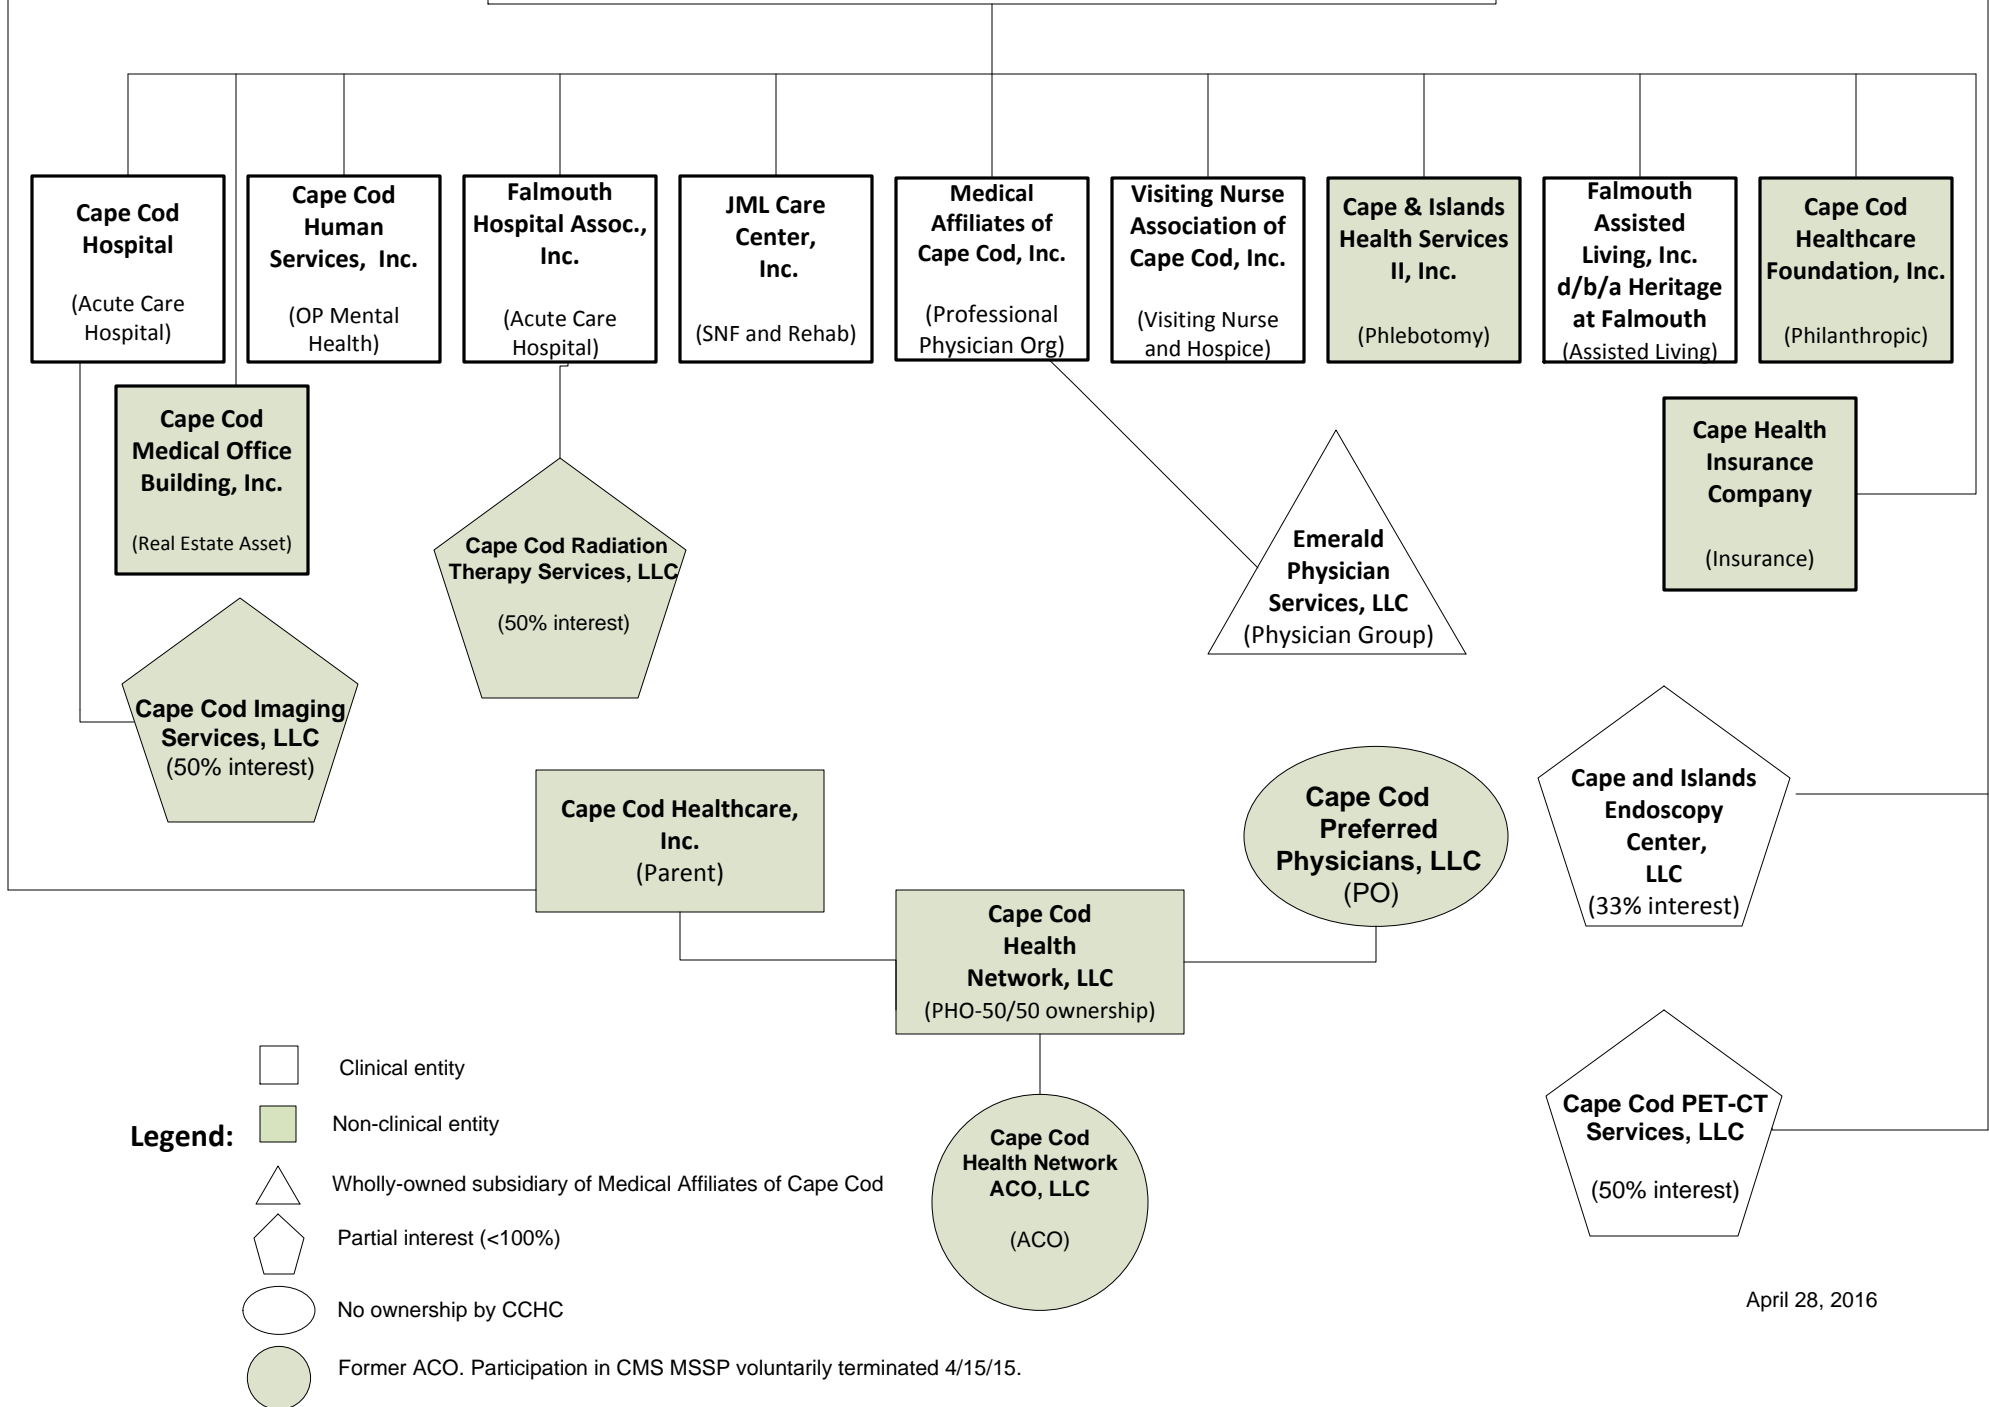 Cape Cod
Hospital
(Acute Care
Hospital)
Cape Cod
Human
Services, Inc.
(OP Mental
Health)
Falmouth
Hospital Assoc.,
Inc.
(Acute Care
Hospital)
JML Care
Center,
Inc.
(SNF and Rehab)
Medical
Affiliates of
Cape Cod, Inc.
(Professional
Physician Org)
Visiting Nurse
Association of
Cape Cod, Inc.
(Visiting Nurse
and Hospice)
Cape & Islands
Health Services
II, Inc.
(Phlebotomy)
Falmouth
Assisted
Living, Inc.
d/b/a Heritage
at Falmouth
(Assisted Living)
Cape Cod
Healthcare
Foundation, Inc.
(Philanthropic)
Cape Cod
Medical Office
Building, Inc.
(Real Estate Asset)
Cape Health
Insurance
Company
(Insurance)
Cape Cod Radiation
Therapy Services, LLC
(50% interest)
Emerald
Physician
Services, LLC
(Physician Group)
Cape Cod Imaging
Services, LLC
(50% interest)
Cape Cod Healthcare,
Inc.
(Parent)
Cape Cod
Preferred
Physicians, LLC
(PO)
Cape and Islands
Endoscopy
Center,
LLC
(33% interest)
Cape Cod
Health
Network, LLC
(PHO-50/50 ownership)
Cape Cod PET-CT
Services, LLC
(50% interest)
Cape Cod
Health Network
ACO, LLC
(ACO)
Legend:
Clinical entity
Non-clinical entity
Wholly-owned subsidiary of Medical Affiliates of Cape Cod
Partial interest (<100%)
No ownership by CCHC
Former ACO. Participation in CMS MSSP voluntarily terminated 4/15/15.
April 28, 2016